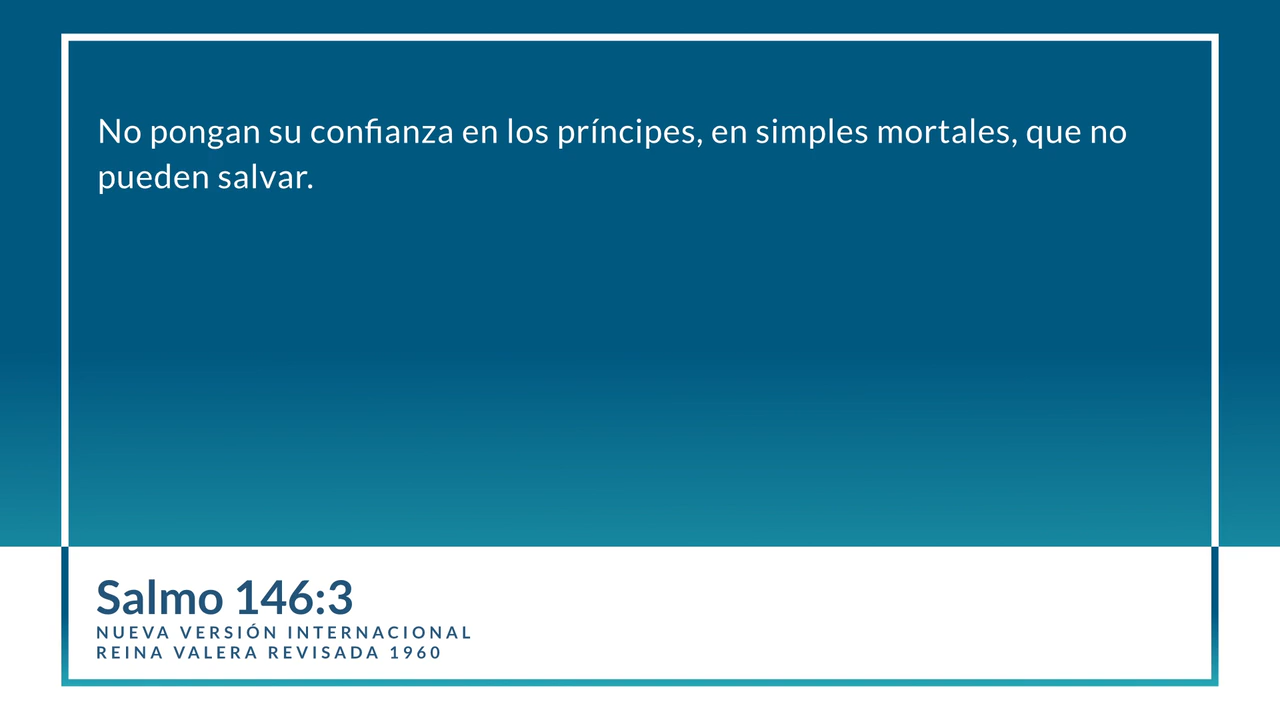 No pongan su confianza en los príncipes, en simples mortales, que no
pueden salvar.
Salmo 146:3
NUEVA VERSIÓN INTERNACIONAL
REINA VALERA REVISADA 1960